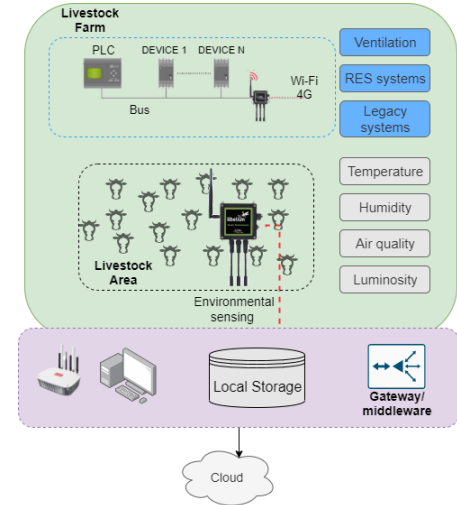 Livestock
Farm
PLC
DEVICE 1
DEVICE N
Wi-Fi
4G
Bus
Ventilation
RES systems
Legacy
systems
Livestock
Area
Environmental
sensing
Temperature
Humidity
Air quality
Luminosity
Local Storage
Gateway/
middleware
Cloud